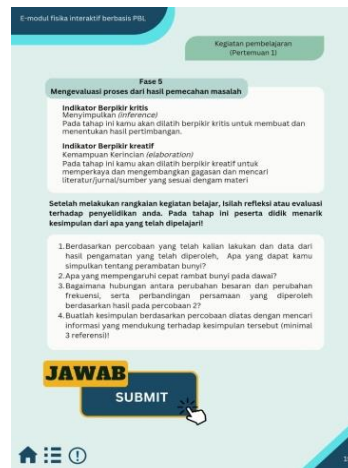 E-modul fisika interaktif berbasis PBL
Kegiatan pembelajaran
(Pertemuan 1)
Fase 5
Mengevaluasi proses dari hasil pemecahan masalah
Indikator Berpikir kritis
Menyimpulkan (inference)
Pada tahap ini kamu akan dilatih berpikir kritis untuk membuat dan
menentukan hasil pertimbangan.
Indikator Berpikir kreatif
Kemampuan Kerincian (elaboration)
Pada tahap ini kamu akan dilatih berpikir kreatif untuk
memperkaya dan mengembangkan gagasan dan mencari
literatur/jurnal/sumber yang sesuai dengam materi
Setelah melakukan rangkaian kegiatan belajar, Isilah refleksi atau evaluasi
terhadap penyelidikan anda. Pada tahap ini peserta didik menarik
kesimpulan dari apa yang telah dipelajari!
1. Berdasarkan percobaan yang telah kalian lakukan dan data dari
hasil pengamatan yang telah diperoleh, Apa yang dapat kamu
simpulkan tentang perambatan bunyi?
2. Apa yang mempengaruhi cepat rambat bunyi pada dawai?
3. Bagaimana hubungan antara perubahan besaran dan perubahan
frekuensi, serta perbandingan persamaan yang diperoleh
berdasarkan hasil pada percobaan 2?
4. Buatlah kesimpulan berdasarkan percobaan diatas dengan mencari
informasi yang mendukung terhadap kesimpulan tersebut (minimal
3 referensi)!
JAWAB
SUBMIT